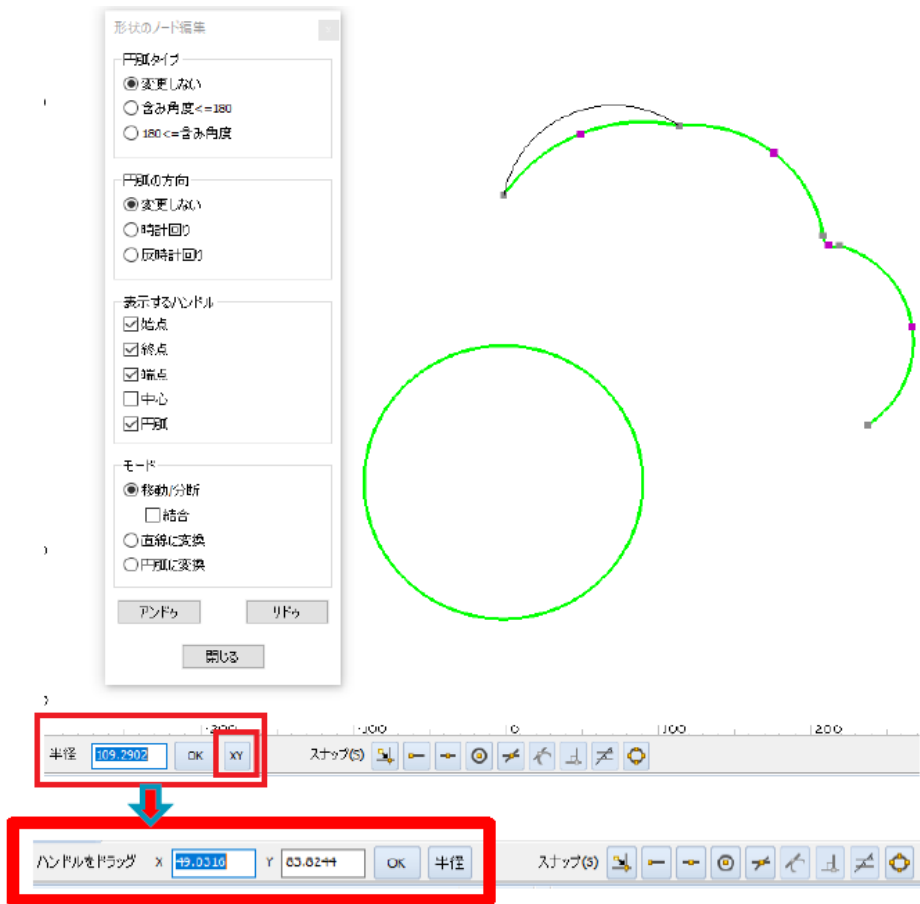 形状のノード編集
円弧タイプ
変更しない
含み角度<=180
180<=含み角度
円弧の方向
変更しない
時計回り
反時計回り
表示するハンドル
始点
終点
端点
中心
円弧
モード
移動/分断
結合
直線に変換
円弧に変換
アンドゥ
リドゥ
閉じる
-200 -100 0 100 200
半径 109.2902 OK XY スナップ(S)
ハンドルをドラッグ X 49.0316 Y 83.8244 OK 半径 スナップ(S)